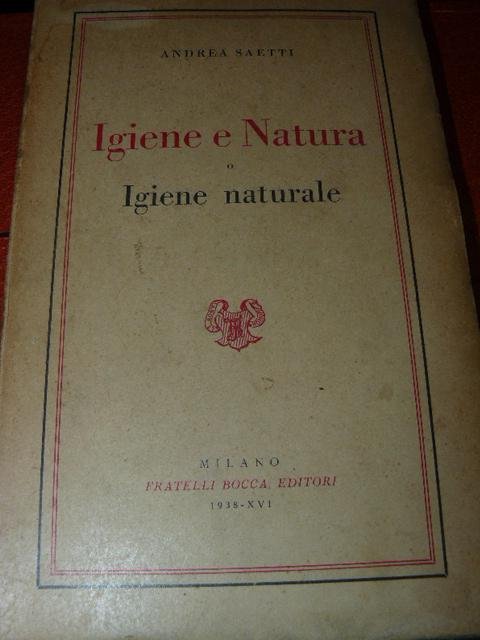 ANDREA SAETTI
Igiene e Natura
o
Igiene naturale
MILANO
FRATELLI BOCCA, EDITORI
1938-XVI